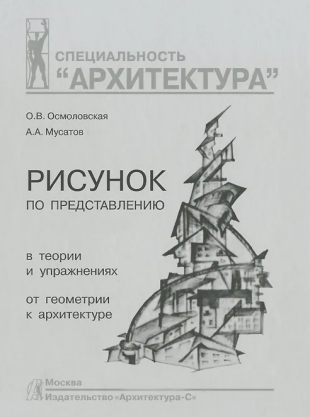 СПЕЦИАЛЬНОСТЬ
“АРХИТЕКТУРА”
О.В. Осмоловская
А.А. Мусатов
РИСУНОК
ПО ПРЕДСТАВЛЕНИЮ
в теории
и упражнениях
от геометрии
к архитектуре
Москва
Издательство «Архитектура-С»